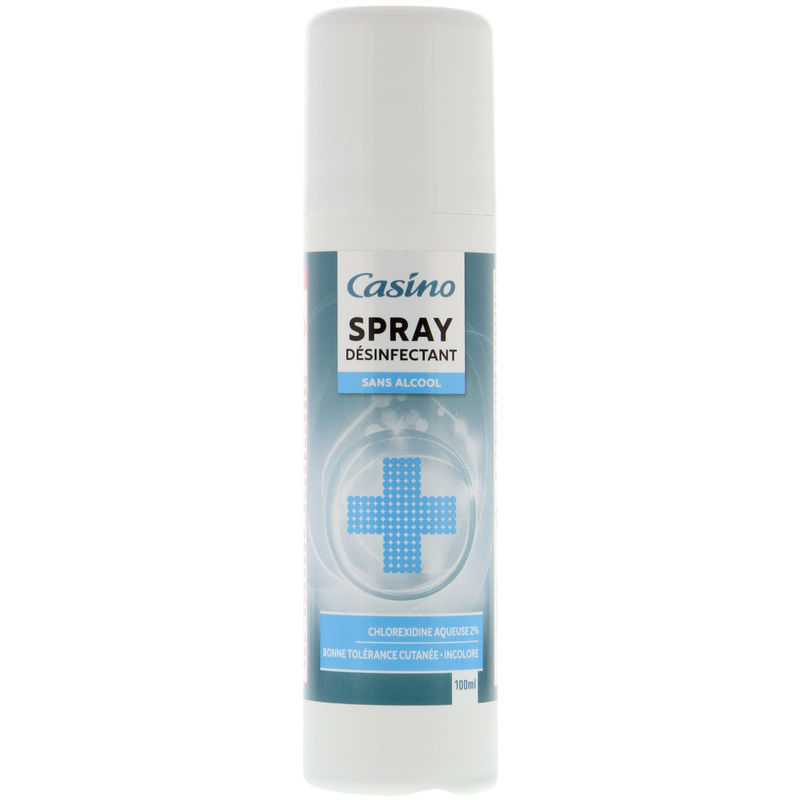 Casino
SPRAY
DÉSINFECTANT
SANS ALCOOL
CHLOREXIDINE AQUEUSE 2%
BONNE TOLÉRANCE CUTANÉE • INCOLORE
100ml